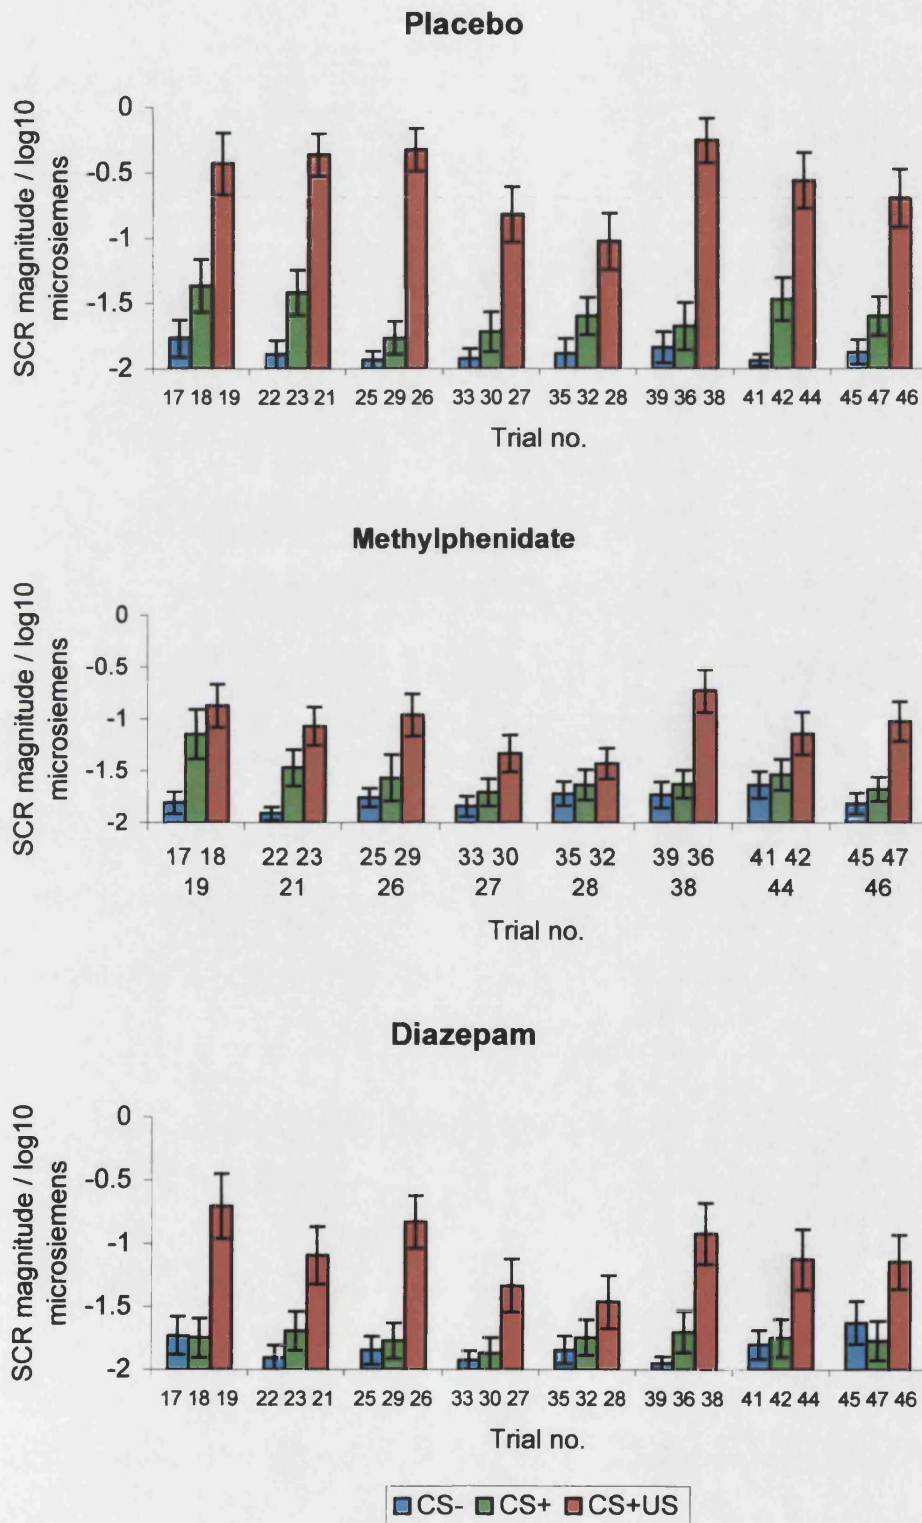 Placebo
SCR magnitude / log10
microsiemens
0
-0.5
-1
-1.5
-2
17 18 19 22 23 21 25 29 26 33 30 27 35 32 28 39 36 38 41 42 44 45 47 46
Trial no.
Methylphenidate
SCR magnitude / log10
microsiemens
0
-0.5
-1
-1.5
-2
17 18 22 23 25 29 33 30 35 32 39 36 41 42 45 47
19 21 26 27 28 38 44 46
Trial no.
Diazepam
SCR magnitude / log10
microsiemens
0
-0.5
-1
-1.5
-2
17 18 19 22 23 21 25 29 26 33 30 27 35 32 28 39 36 38 41 42 44 45 47 46
Trial no.
CS- CS+ CS+US